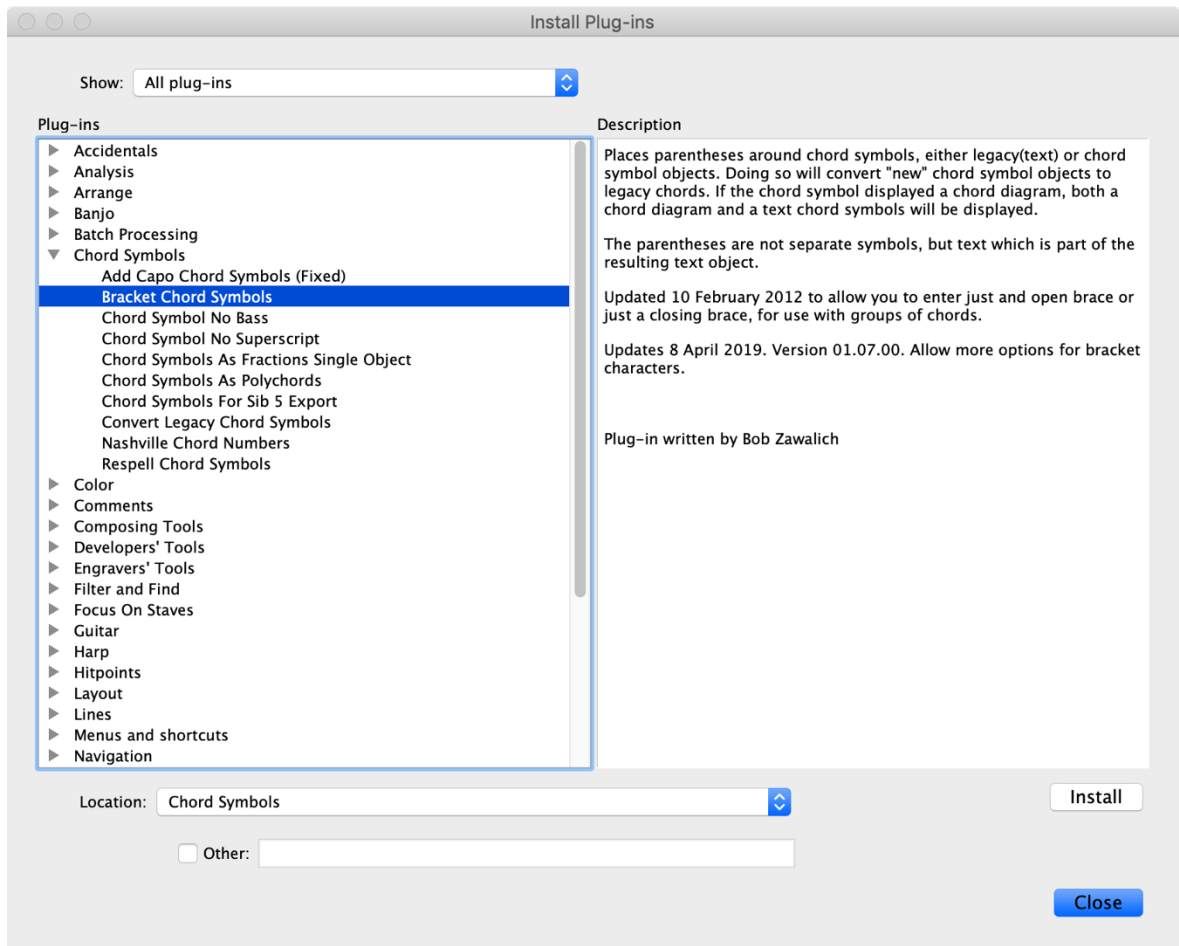 Install Plug-ins
Show: All plug-ins
Plug-ins
Accidentals
Analysis
Arrange
Banjo
Batch Processing
Chord Symbols
Add Capo Chord Symbols (Fixed)
Bracket Chord Symbols
Chord Symbol No Bass
Chord Symbol No Superscript
Chord Symbols As Fractions Single Object
Chord Symbols As Polychords
Chord Symbols For Sib 5 Export
Convert Legacy Chord Symbols
Nashville Chord Numbers
Respell Chord Symbols
Color
Comments
Composing Tools
Developers' Tools
Engravers' Tools
Filter and Find
Focus On Staves
Guitar
Harp
Hitpoints
Layout
Lines
Menus and shortcuts
Navigation
Description
Places parentheses around chord symbols, either legacy(text) or chord
symbol objects. Doing so will convert "new" chord symbol objects to
legacy chords. If the chord symbol displayed a chord diagram, both a
chord diagram and a text chord symbols will be displayed.
The parentheses are not separate symbols, but text which is part of the
resulting text object.
Updated 10 February 2012 to allow you to enter just and open brace or
just a closing brace, for use with groups of chords.
Updates 8 April 2019. Version 01.07.00. Allow more options for bracket
characters.
Plug-in written by Bob Zawalich
Location: Chord Symbols
Install
Other:
Close